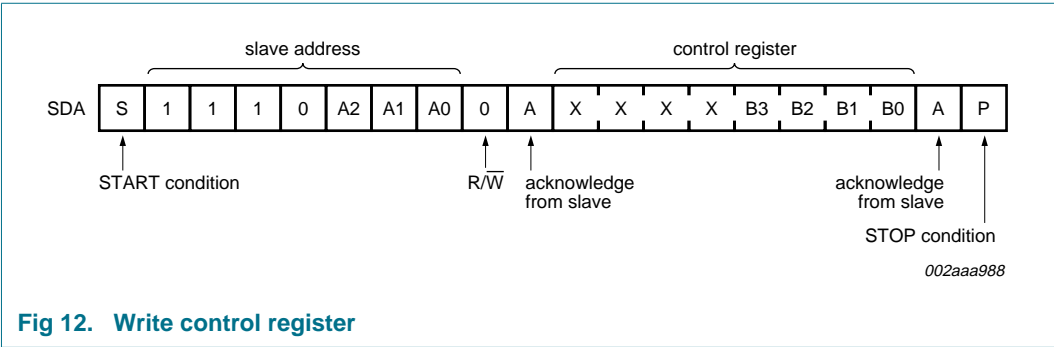 slave address control register
SDA S 1 1 1 0 A2 A1 A0 0 A X X X X B3 B2 B1 B0 A P
START condition R/W̅ acknowledge from slave acknowledge from slave
STOP condition
002aaa988
Fig 12. Write control register